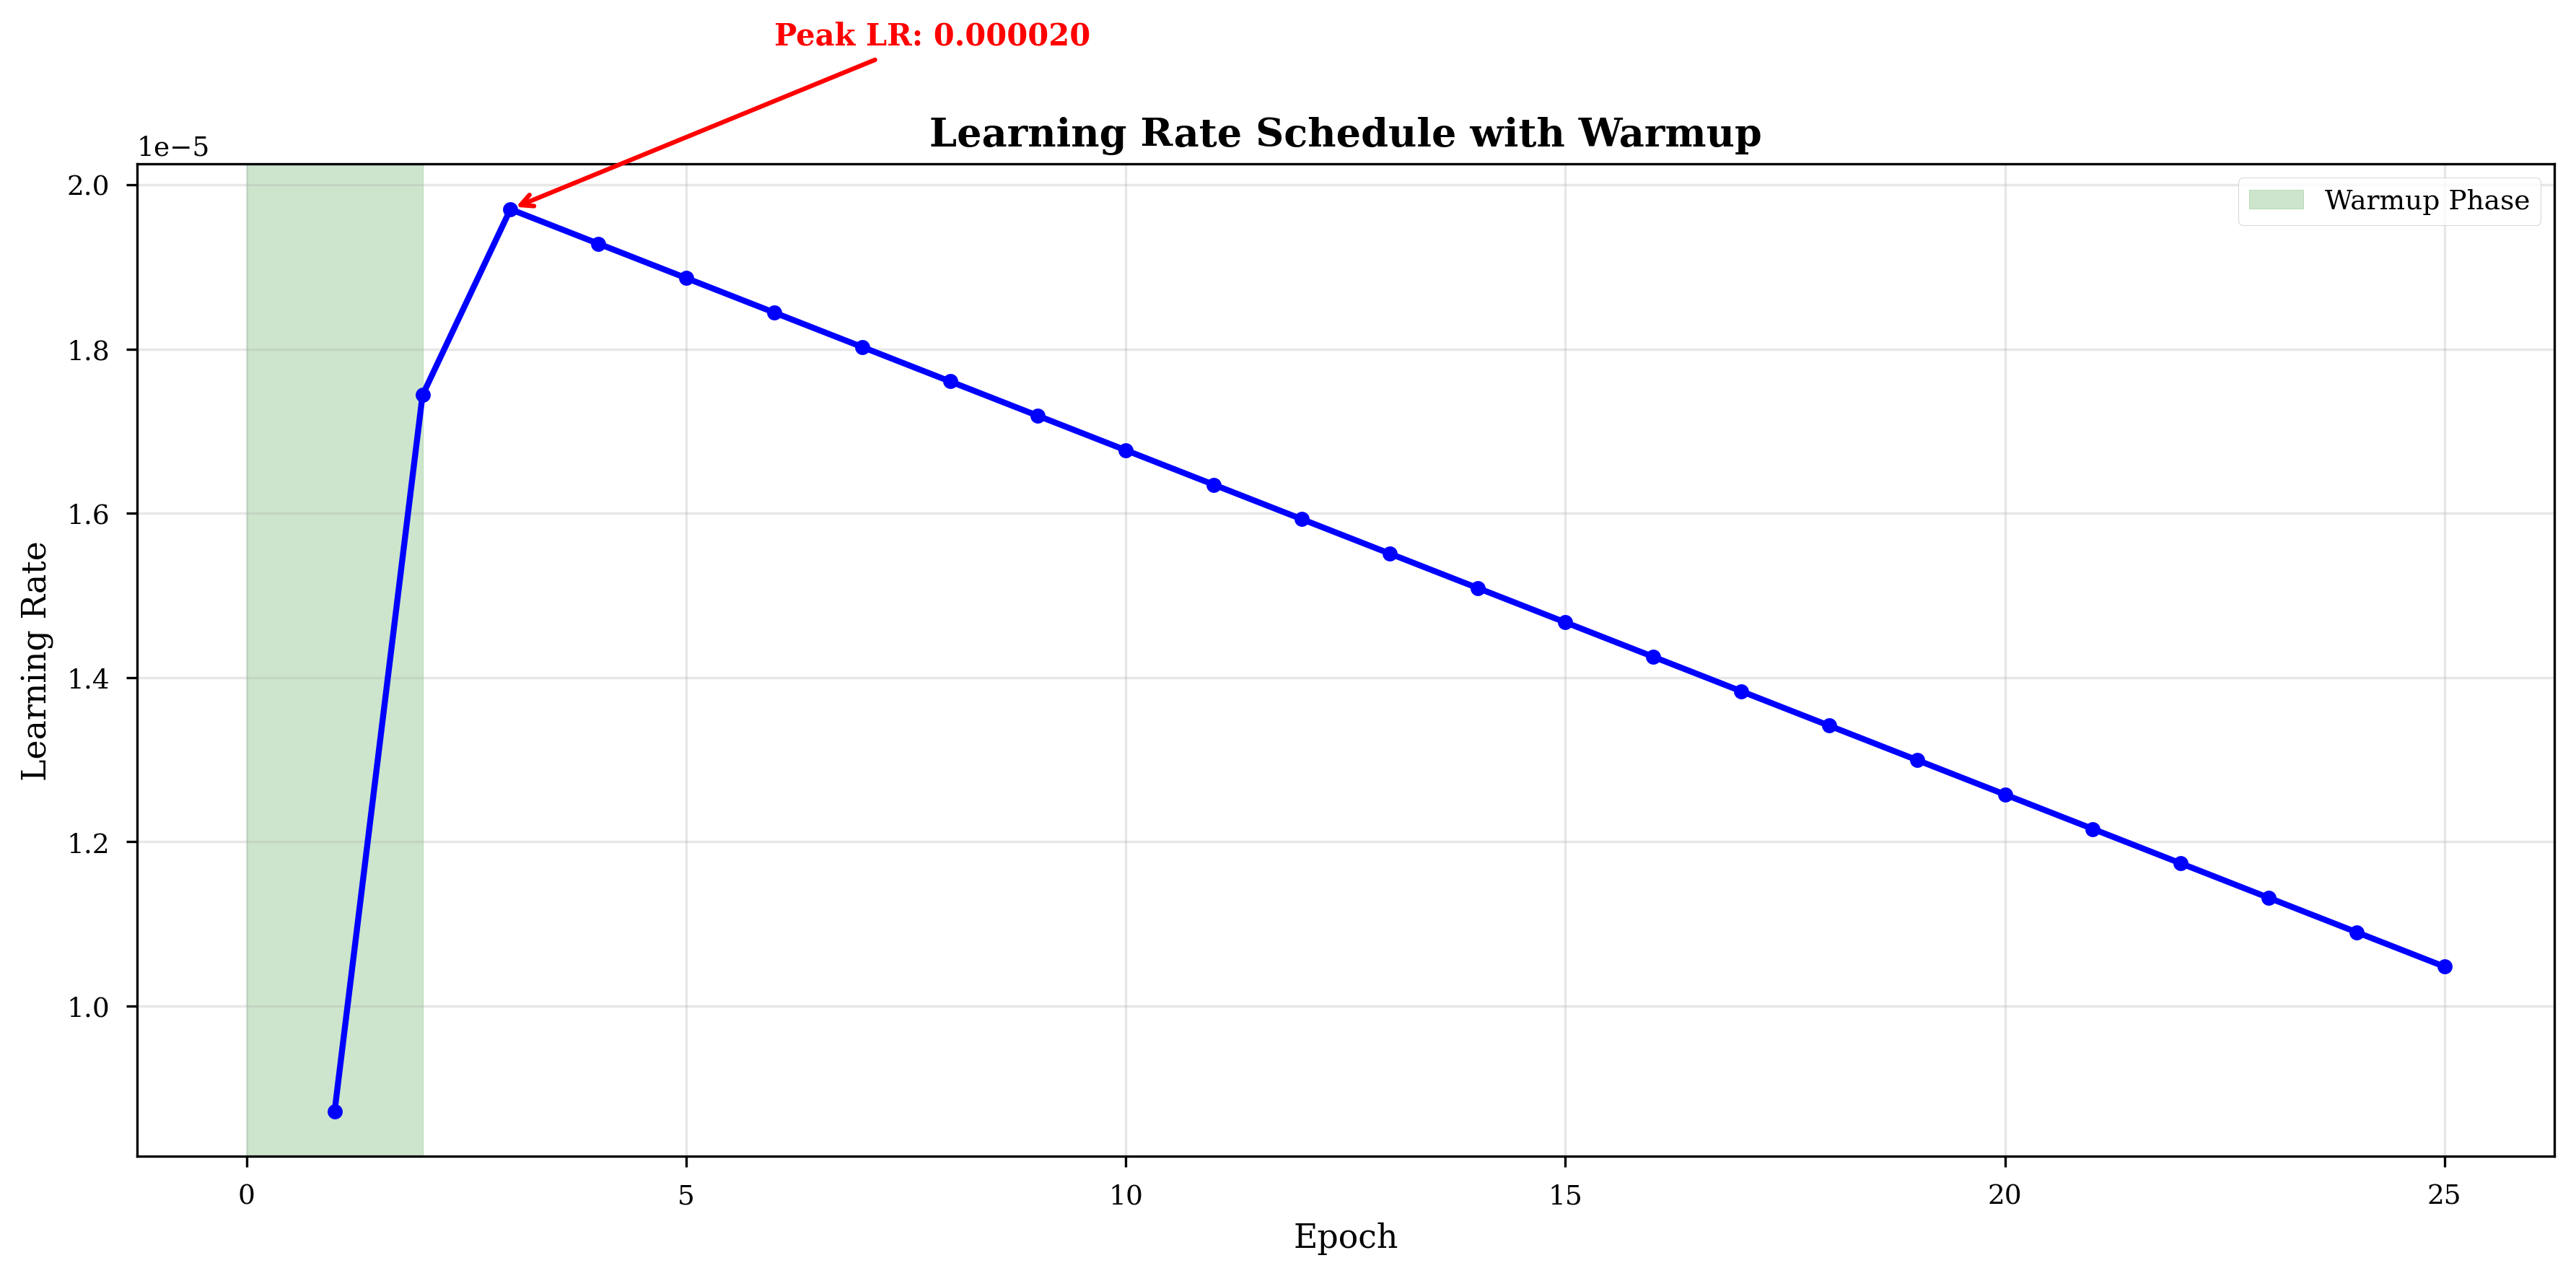 Peak LR: 0.000020
Learning Rate Schedule with Warmup
1e−5
Warmup Phase
2.0
1.8
1.6
1.4
1.2
1.0
Learning Rate
0 5 10 15 20 25
Epoch